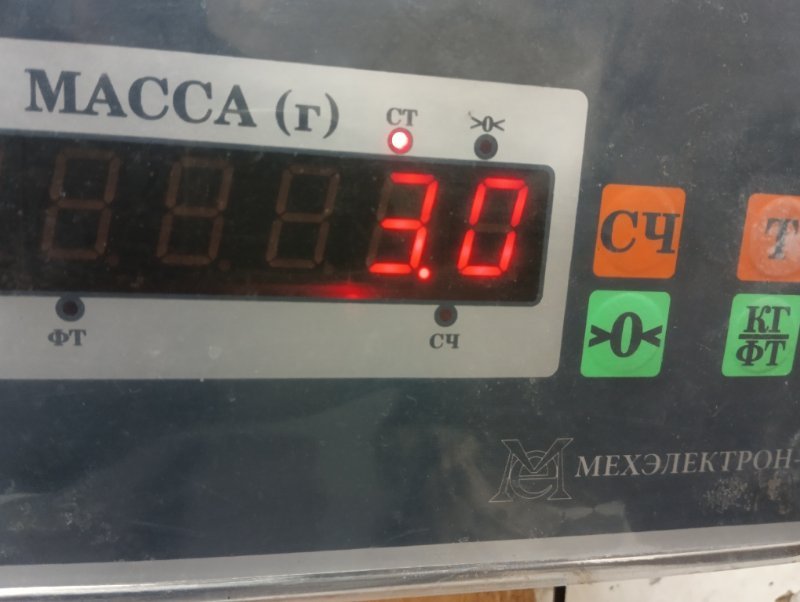 МАССА (г)
СТ >0<
3.0
ФТ СЧ
СЧ Т
>0< КГ
ФТ
МЕХЭЛЕКТРОН-